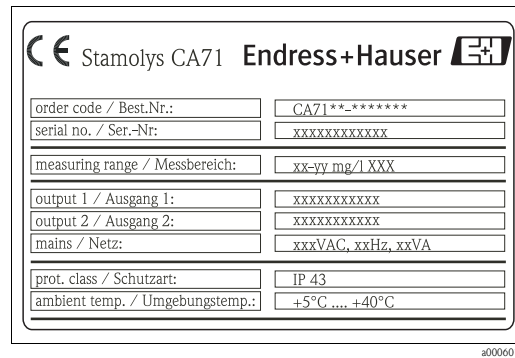 CE Stamolys CA71 Endress+Hauser EH
order code / Best.Nr.: CA71**-*******
serial no. / Ser.-Nr: xxxxxxxxxxxx
measuring range / Messbereich: xx-yy mg/l XXX
output 1 / Ausgang 1: xxxxxxxxxxx
output 2 / Ausgang 2: xxxxxxxxxxx
mains / Netz: xxxVAC, xxHz, xxVA
prot. class / Schutzart: IP 43
ambient temp. / Umgebungstemp.: +5°C .... +40°C
a00060